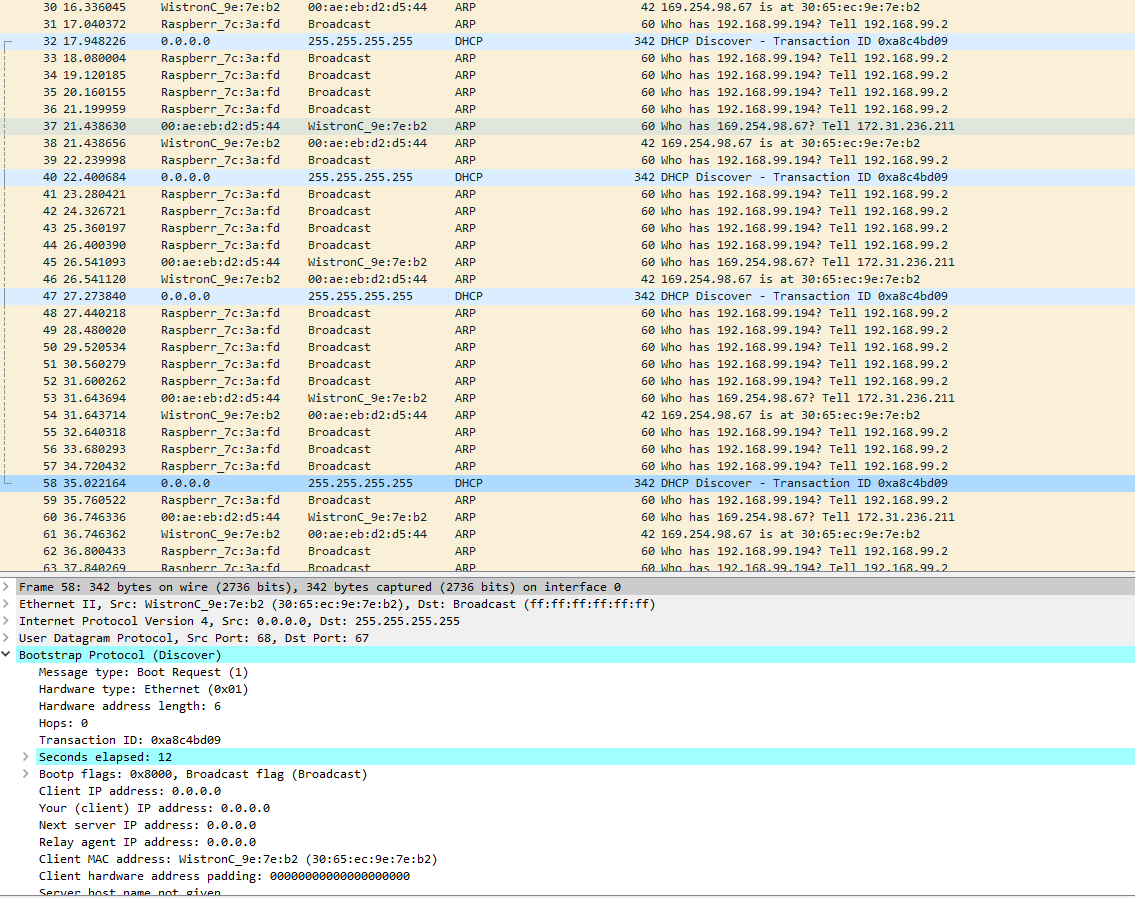 30 16.336045 WistronC_9e:7e:b2 00:ae:eb:d2:d5:44 ARP 42 169.254.98.67 is at 30:65:ec:9e:7e:b2
31 17.040372 Raspberr_7c:3a:fd Broadcast ARP 60 Who has 192.168.99.194? Tell 192.168.99.2
32 17.948226 0.0.0.0 255.255.255.255 DHCP 342 DHCP Discover - Transaction ID 0xa8c4bd09
33 18.080004 Raspberr_7c:3a:fd Broadcast ARP 60 Who has 192.168.99.194? Tell 192.168.99.2
34 19.120185 Raspberr_7c:3a:fd Broadcast ARP 60 Who has 192.168.99.194? Tell 192.168.99.2
35 20.160155 Raspberr_7c:3a:fd Broadcast ARP 60 Who has 192.168.99.194? Tell 192.168.99.2
36 21.199959 Raspberr_7c:3a:fd Broadcast ARP 60 Who has 192.168.99.194? Tell 192.168.99.2
37 21.438630 00:ae:eb:d2:d5:44 WistronC_9e:7e:b2 ARP 60 Who has 169.254.98.67? Tell 172.31.236.211
38 21.438656 WistronC_9e:7e:b2 00:ae:eb:d2:d5:44 ARP 42 169.254.98.67 is at 30:65:ec:9e:7e:b2
39 22.239998 Raspberr_7c:3a:fd Broadcast ARP 60 Who has 192.168.99.194? Tell 192.168.99.2
40 22.400684 0.0.0.0 255.255.255.255 DHCP 342 DHCP Discover - Transaction ID 0xa8c4bd09
41 23.280421 Raspberr_7c:3a:fd Broadcast ARP 60 Who has 192.168.99.194? Tell 192.168.99.2
42 24.326721 Raspberr_7c:3a:fd Broadcast ARP 60 Who has 192.168.99.194? Tell 192.168.99.2
43 25.360197 Raspberr_7c:3a:fd Broadcast ARP 60 Who has 192.168.99.194? Tell 192.168.99.2
44 26.400390 Raspberr_7c:3a:fd Broadcast ARP 60 Who has 192.168.99.194? Tell 192.168.99.2
45 26.541093 00:ae:eb:d2:d5:44 WistronC_9e:7e:b2 ARP 60 Who has 169.254.98.67? Tell 172.31.236.211
46 26.541120 WistronC_9e:7e:b2 00:ae:eb:d2:d5:44 ARP 42 169.254.98.67 is at 30:65:ec:9e:7e:b2
47 27.273840 0.0.0.0 255.255.255.255 DHCP 342 DHCP Discover - Transaction ID 0xa8c4bd09
48 27.440218 Raspberr_7c:3a:fd Broadcast ARP 60 Who has 192.168.99.194? Tell 192.168.99.2
49 28.480020 Raspberr_7c:3a:fd Broadcast ARP 60 Who has 192.168.99.194? Tell 192.168.99.2
50 29.520534 Raspberr_7c:3a:fd Broadcast ARP 60 Who has 192.168.99.194? Tell 192.168.99.2
51 30.560279 Raspberr_7c:3a:fd Broadcast ARP 60 Who has 192.168.99.194? Tell 192.168.99.2
52 31.600262 Raspberr_7c:3a:fd Broadcast ARP 60 Who has 192.168.99.194? Tell 192.168.99.2
53 31.643694 00:ae:eb:d2:d5:44 WistronC_9e:7e:b2 ARP 60 Who has 169.254.98.67? Tell 172.31.236.211
54 31.643714 WistronC_9e:7e:b2 00:ae:eb:d2:d5:44 ARP 42 169.254.98.67 is at 30:65:ec:9e:7e:b2
55 32.640318 Raspberr_7c:3a:fd Broadcast ARP 60 Who has 192.168.99.194? Tell 192.168.99.2
56 33.680293 Raspberr_7c:3a:fd Broadcast ARP 60 Who has 192.168.99.194? Tell 192.168.99.2
57 34.720432 Raspberr_7c:3a:fd Broadcast ARP 60 Who has 192.168.99.194? Tell 192.168.99.2
58 35.022164 0.0.0.0 255.255.255.255 DHCP 342 DHCP Discover - Transaction ID 0xa8c4bd09
59 35.760522 Raspberr_7c:3a:fd Broadcast ARP 60 Who has 192.168.99.194? Tell 192.168.99.2
60 36.746336 00:ae:eb:d2:d5:44 WistronC_9e:7e:b2 ARP 60 Who has 169.254.98.67? Tell 172.31.236.211
61 36.746362 WistronC_9e:7e:b2 00:ae:eb:d2:d5:44 ARP 42 169.254.98.67 is at 30:65:ec:9e:7e:b2
62 36.800433 Raspberr_7c:3a:fd Broadcast ARP 60 Who has 192.168.99.194? Tell 192.168.99.2
63 37.840269 Raspberr_7c:3a:fd Broadcast ARP 60 Who has 192.168.99.194? Tell 192.168.99.2
Frame 58: 342 bytes on wire (2736 bits), 342 bytes captured (2736 bits) on interface 0
Ethernet II, Src: WistronC_9e:7e:b2 (30:65:ec:9e:7e:b2), Dst: Broadcast (ff:ff:ff:ff:ff:ff)
Internet Protocol Version 4, Src: 0.0.0.0, Dst: 255.255.255.255
User Datagram Protocol, Src Port: 68, Dst Port: 67
Bootstrap Protocol (Discover)
Message type: Boot Request (1)
Hardware type: Ethernet (0x01)
Hardware address length: 6
Hops: 0
Transaction ID: 0xa8c4bd09
Seconds elapsed: 12
Bootp flags: 0x8000, Broadcast flag (Broadcast)
Client IP address: 0.0.0.0
Your (client) IP address: 0.0.0.0
Next server IP address: 0.0.0.0
Relay agent IP address: 0.0.0.0
Client MAC address: WistronC_9e:7e:b2 (30:65:ec:9e:7e:b2)
Client hardware address padding: 00000000000000000000
Server host name not given